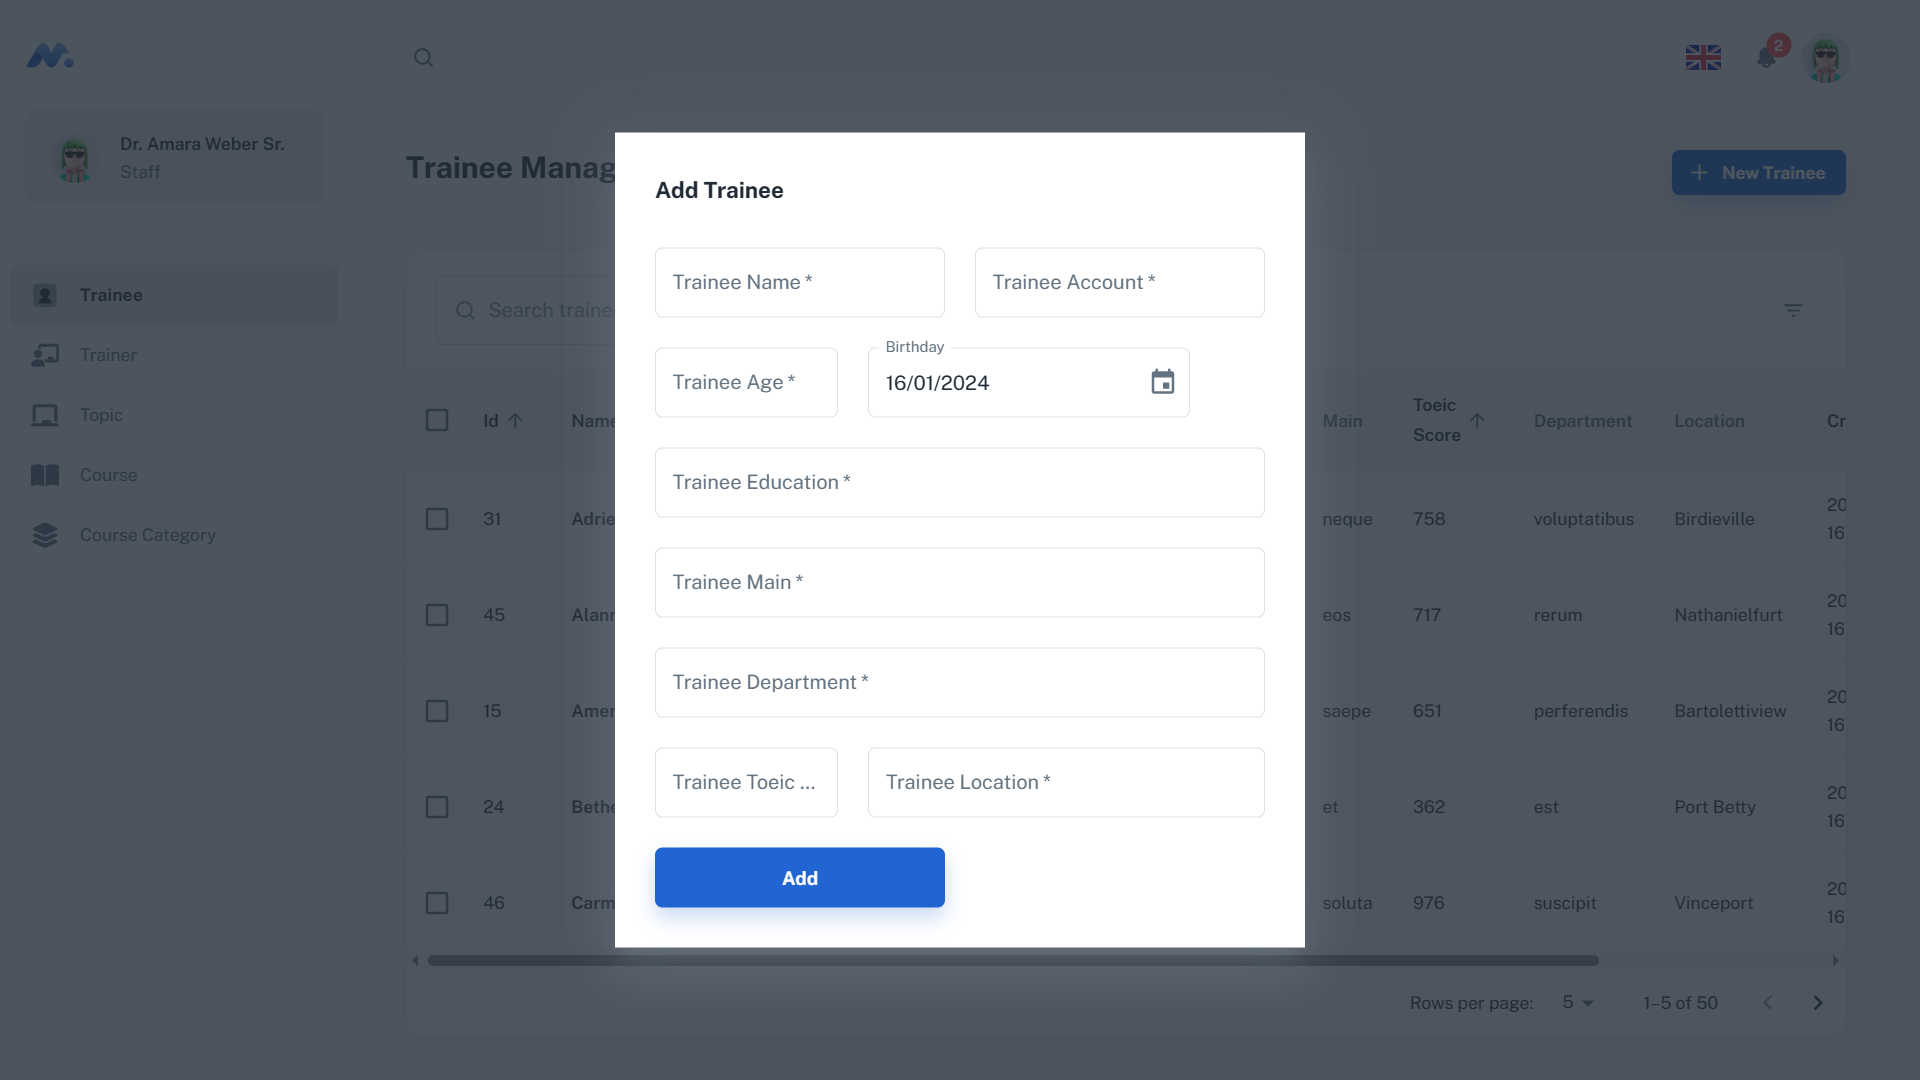 2
Dr. Amara Weber Sr.
Staff
Trainee Manag
New Trainee
Add Trainee
Trainee Name *
Trainee Account *
Trainee
Search traine
Trainer
Trainee Age *
Birthday
16/01/2024
Topic
Id
Name
Main
Toeic
Score
Department
Location
Cr
Course
Trainee Education *
31
Adrie
neque
758
voluptatibus
Birdieville
20
16
Course Category
Trainee Main *
45
Alanr
eos
717
rerum
Nathanielfurt
20
16
Trainee Department *
15
Amer
saepe
651
perferendis
Bartolettiview
20
16
Trainee Toeic ...
Trainee Location *
24
Bethe
et
362
est
Port Betty
20
16
Add
46
Carm
soluta
976
suscipit
Vinceport
20
16
Rows per page:
5
1–5 of 50